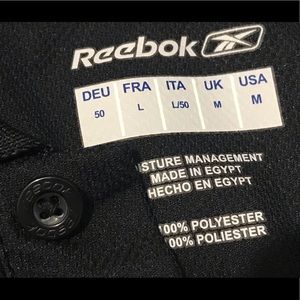 Reebok
DEU FRA ITA UK USA
50 L L/50 M M
STURE MANAGEMENT
MADE IN EGYPT
HECHO EN EGYPT
100% POLYESTER
100% POLIESTER